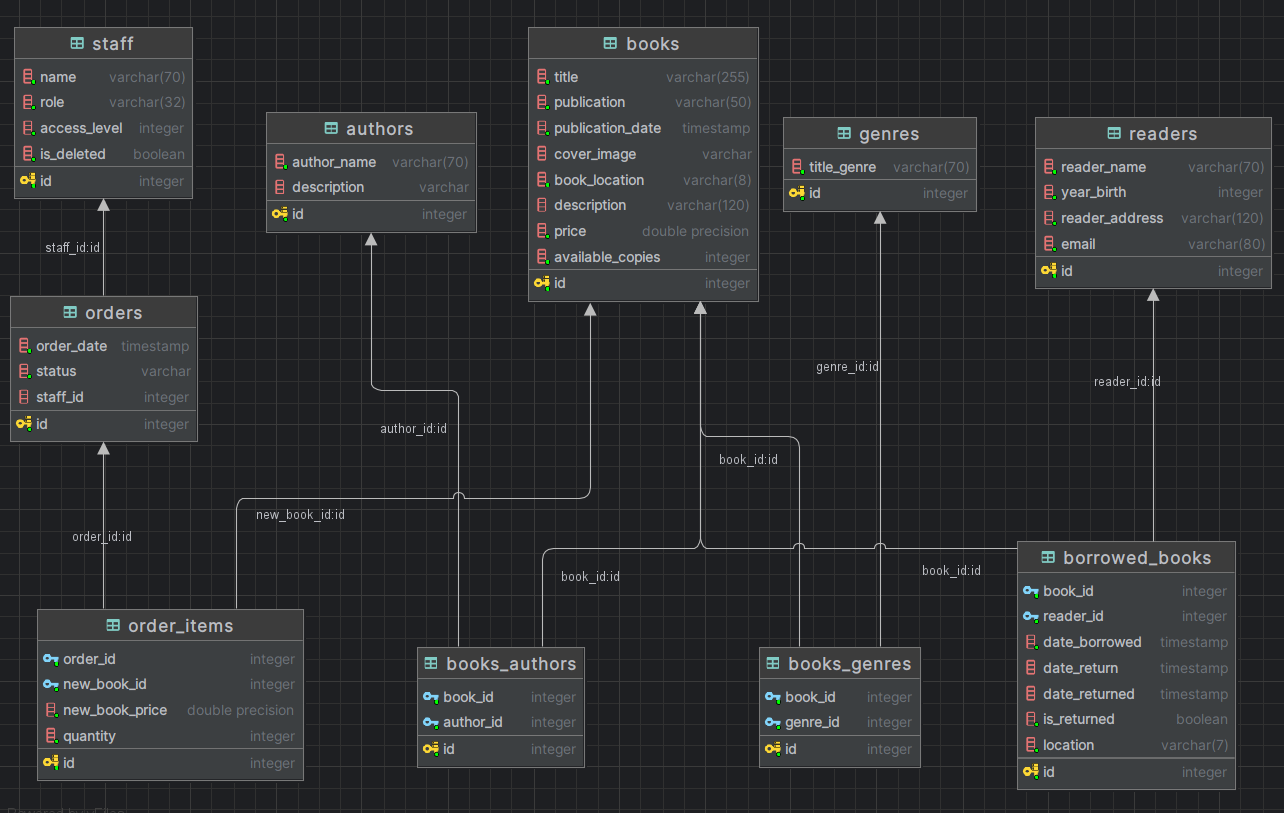 staff
name varchar(70)
role varchar(32)
access_level integer
is_deleted boolean
id integer
authors
author_name varchar(70)
description varchar
id integer
books
title varchar(255)
publication varchar(50)
publication_date timestamp
cover_image varchar
book_location varchar(8)
description varchar(120)
price double precision
available_copies integer
id integer
genres
title_genre varchar(70)
id integer
readers
reader_name varchar(70)
year_birth integer
reader_address varchar(120)
email varchar(80)
id integer
staff_id:id
orders
order_date timestamp
status varchar
staff_id integer
id integer
genre_id:id
reader_id:id
author_id:id
book_id:id
new_book_id:id
order_id:id
book_id:id
book_id:id
order_items
order_id integer
new_book_id integer
new_book_price double precision
quantity integer
id integer
books_authors
book_id integer
author_id integer
id integer
books_genres
book_id integer
genre_id integer
id integer
borrowed_books
book_id integer
reader_id integer
date_borrowed timestamp
date_return timestamp
date_returned timestamp
is_returned boolean
location varchar(7)
id integer
Powered by yFiles